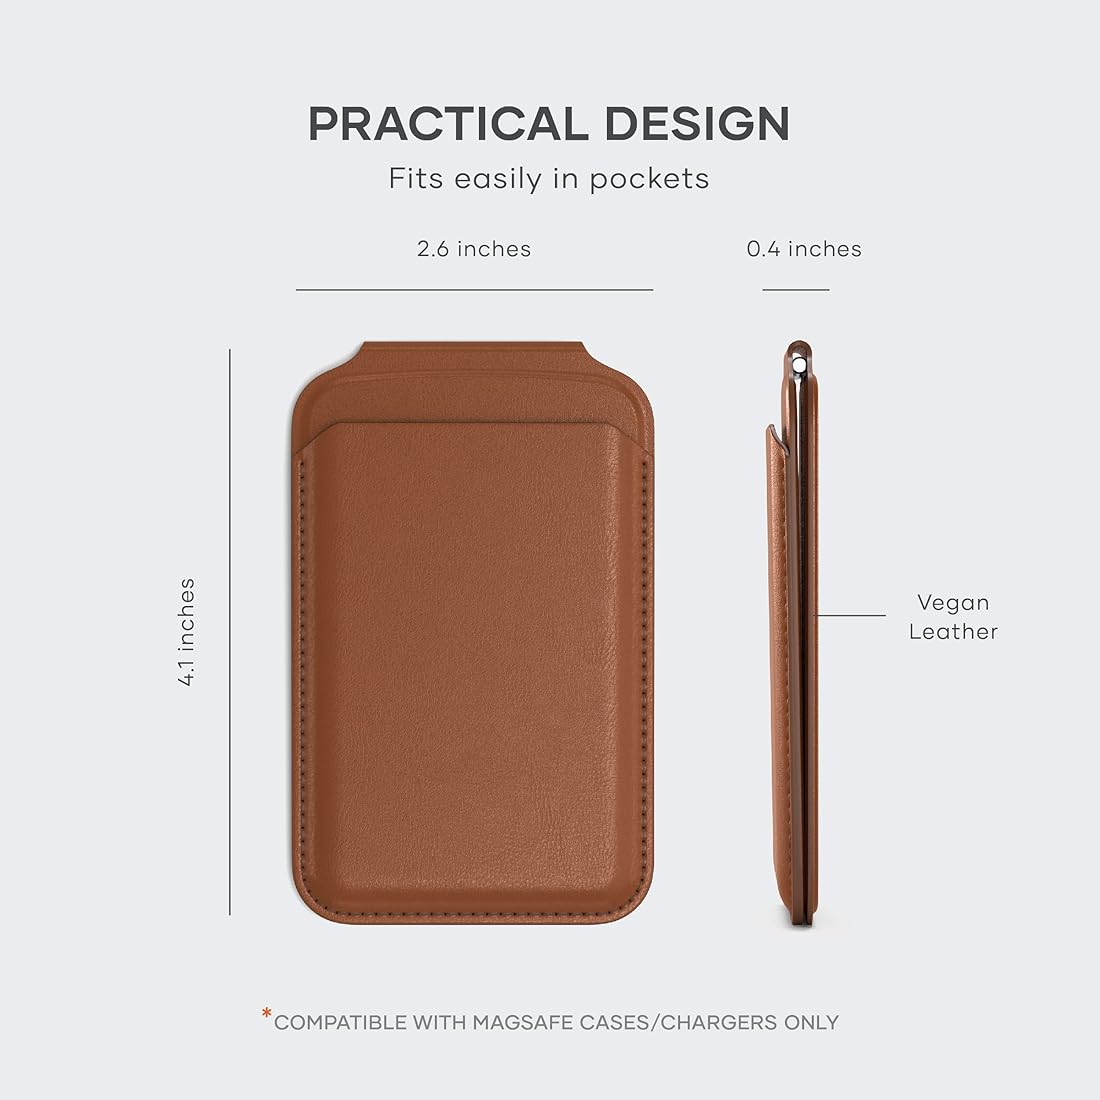 PRACTICAL DESIGN
Fits easily in pockets
2.6 inches
0.4 inches
4.1 inches
Vegan
Leather
*COMPATIBLE WITH MAGSAFE CASES/CHARGERS ONLY